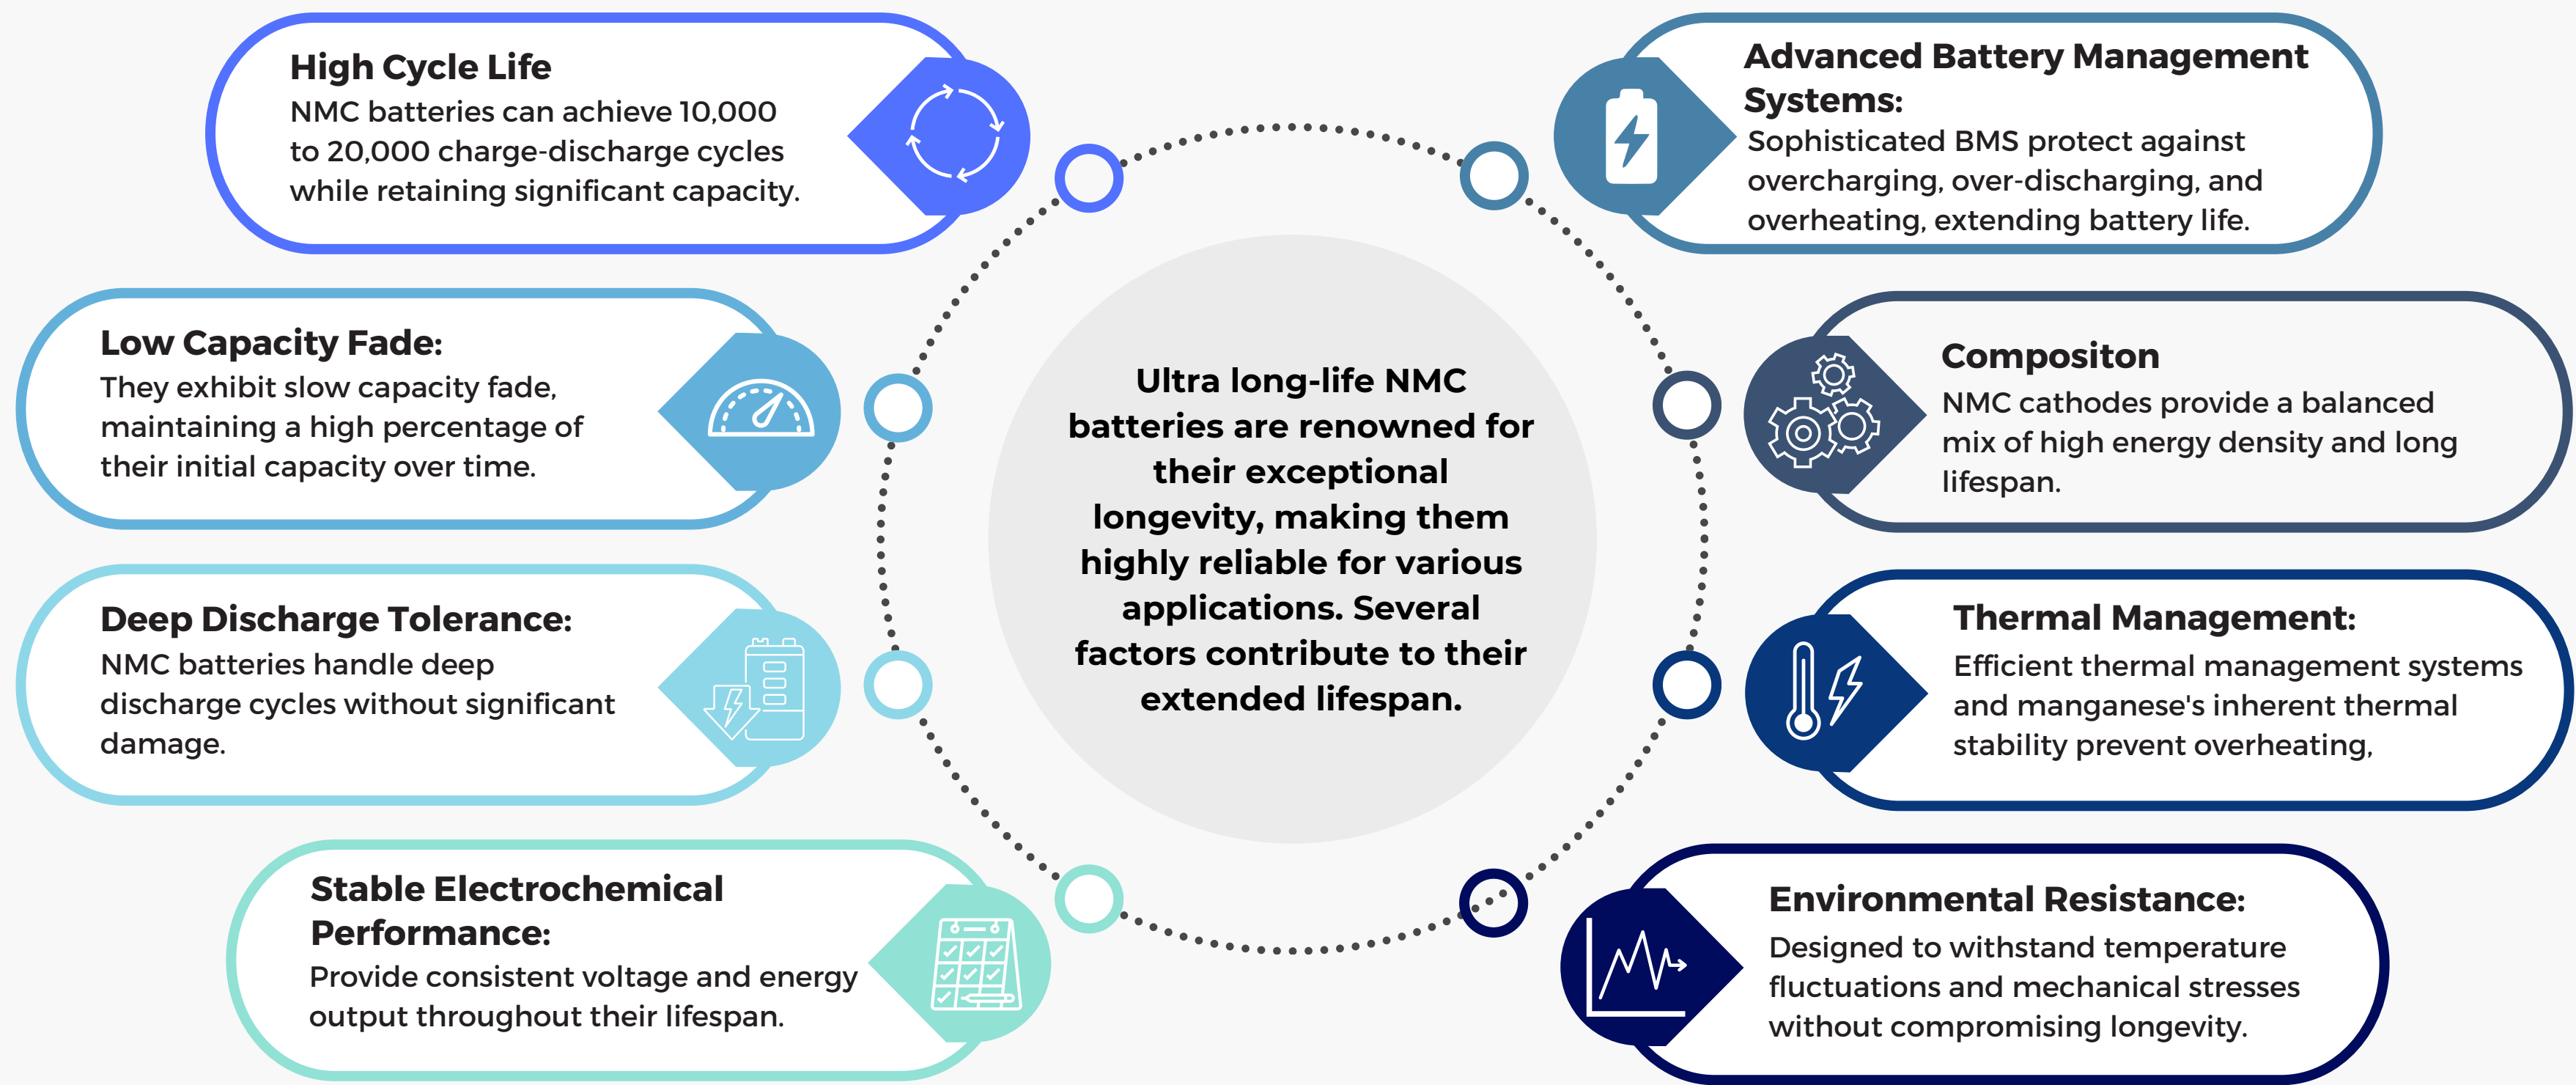 High Cycle Life
NMC batteries can achieve 10,000
to 20,000 charge-discharge cycles
while retaining significant capacity.
Low Capacity Fade:
They exhibit slow capacity fade,
maintaining a high percentage of
their initial capacity over time.
Deep Discharge Tolerance:
NMC batteries handle deep
discharge cycles without significant
damage.
Stable Electrochemical
Performance:
Provide consistent voltage and energy
output throughout their lifespan.
Ultra long-life NMC
batteries are renowned for
their exceptional
longevity, making them
highly reliable for various
applications. Several
factors contribute to their
extended lifespan.
Advanced Battery Management
Systems:
Sophisticated BMS protect against
overcharging, over-discharging, and
overheating, extending battery life.
Compositon
NMC cathodes provide a balanced
mix of high energy density and long
lifespan.
Thermal Management:
Efficient thermal management systems
and manganese's inherent thermal
stability prevent overheating,
Environmental Resistance:
Designed to withstand temperature
fluctuations and mechanical stresses
without compromising longevity.